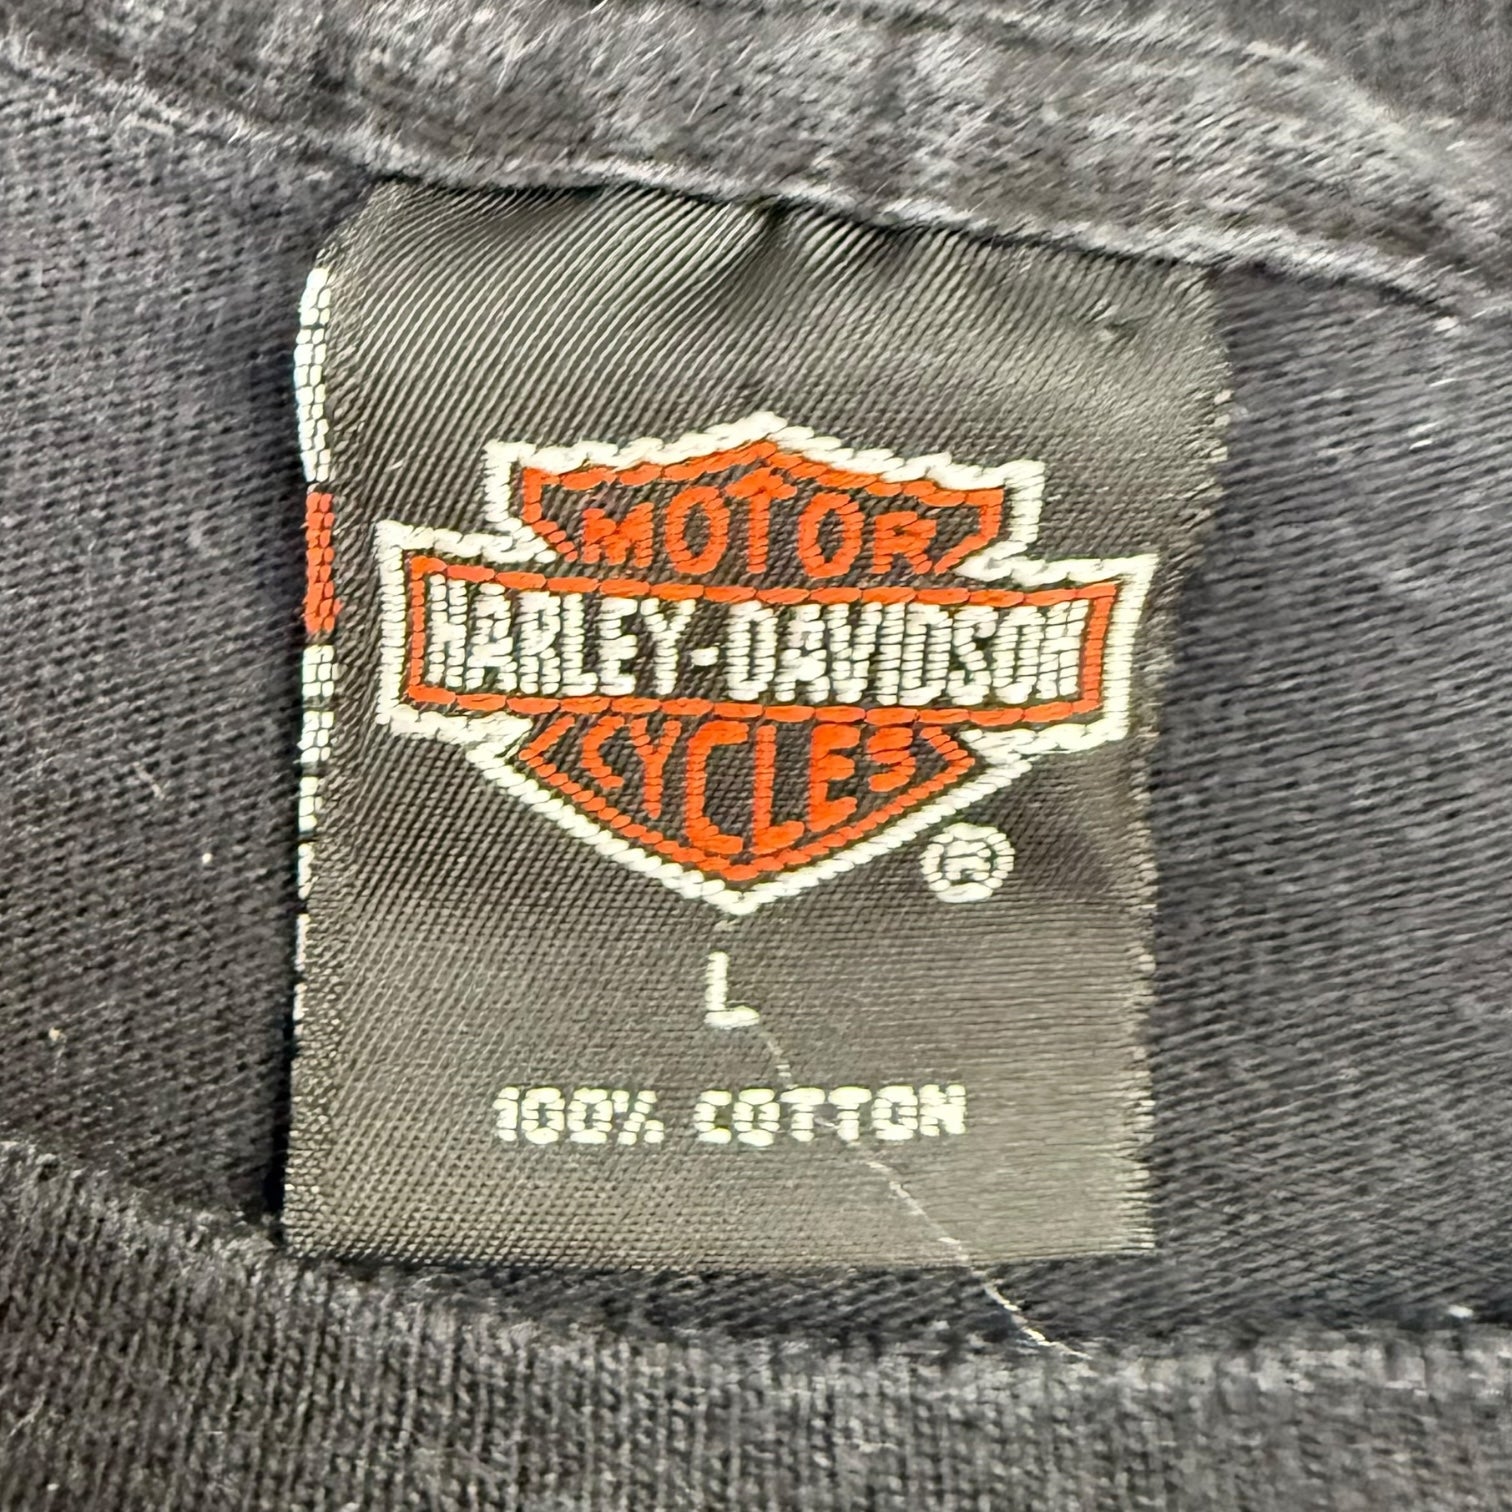 MOTOR
HARLEY-DAVIDSON
CYCLES
®
L
100% COTTON